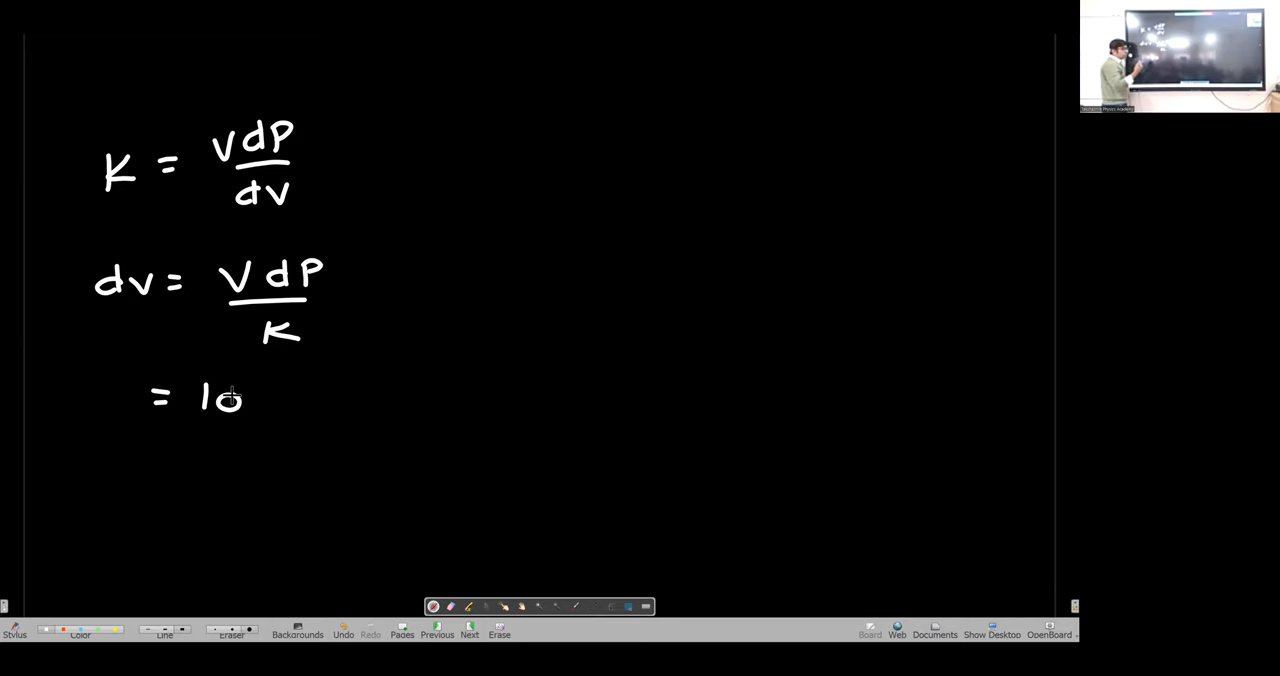 K = VdP / dV
dV = VdP / K
= 10
Stylus Color Line Eraser Backgrounds Undo Redo Pages Previous Next Erase Board Web Documents Show Desktop OpenBoard